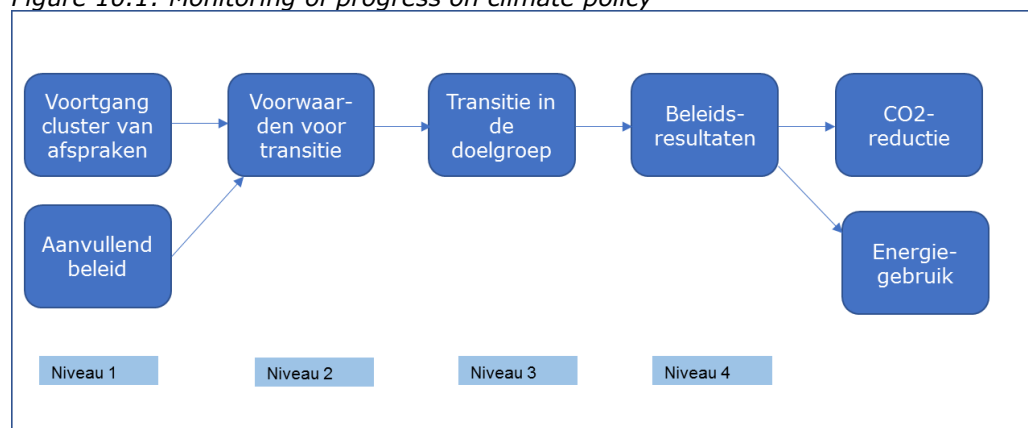 Figure 10.1: Monitoring of progress on climate policy
Voortgang
cluster van
afspraken
Voorwaar-
den voor
transitie
Transitie in
de
doelgroep
Beleids-
resultaten
CO2-
reductie
Aanvullend
beleid
Energie-
gebruik
Niveau 1
Niveau 2
Niveau 3
Niveau 4